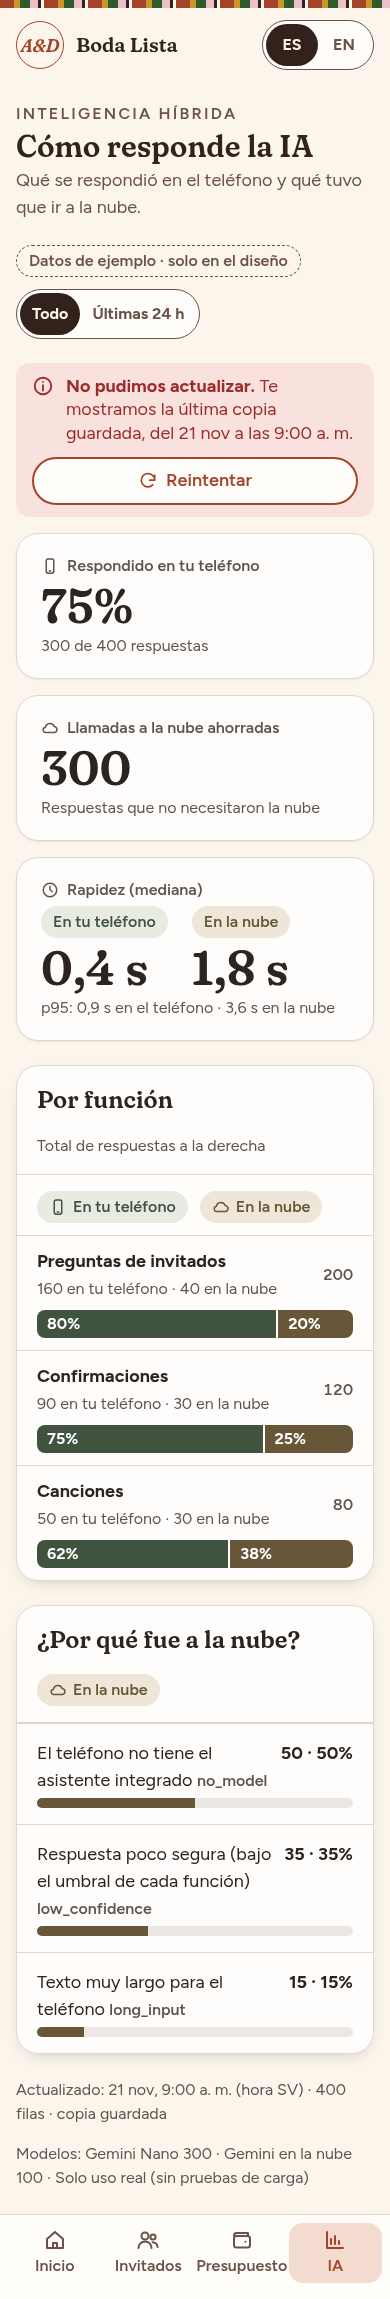 A&D Boda Lista ES EN
INTELIGENCIA HÍBRIDA
Cómo responde la IA
Qué se respondió en el teléfono y qué tuvo
que ir a la nube.
Datos de ejemplo · solo en el diseño
Todo Últimas 24 h
No pudimos actualizar. Te
mostramos la última copia
guardada, del 21 nov a las 9:00 a. m.
Reintentar
Respondido en tu teléfono
75%
300 de 400 respuestas
Llamadas a la nube ahorradas
300
Respuestas que no necesitaron la nube
Rapidez (mediana)
En tu teléfono En la nube
0,4 s 1,8 s
p95: 0,9 s en el teléfono · 3,6 s en la nube
Por función
Total de respuestas a la derecha
En tu teléfono En la nube
Preguntas de invitados
160 en tu teléfono · 40 en la nube 200
80% 20%
Confirmaciones
90 en tu teléfono · 30 en la nube 120
75% 25%
Canciones
50 en tu teléfono · 30 en la nube 80
62% 38%
¿Por qué fue a la nube?
En la nube
El teléfono no tiene el 50 · 50%
asistente integrado no_model
Respuesta poco segura (bajo 35 · 35%
el umbral de cada función)
low_confidence
Texto muy largo para el 15 · 15%
teléfono long_input
Actualizado: 21 nov, 9:00 a. m. (hora SV) · 400
filas · copia guardada
Modelos: Gemini Nano 300 · Gemini en la nube
100 · Solo uso real (sin pruebas de carga)
Inicio Invitados Presupuesto IA